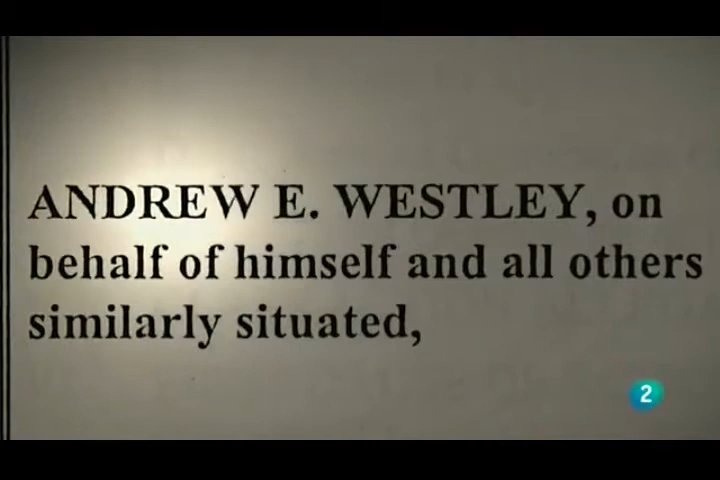 ANDREW E. WESTLEY, on
behalf of himself and all others
similarly situated,
2